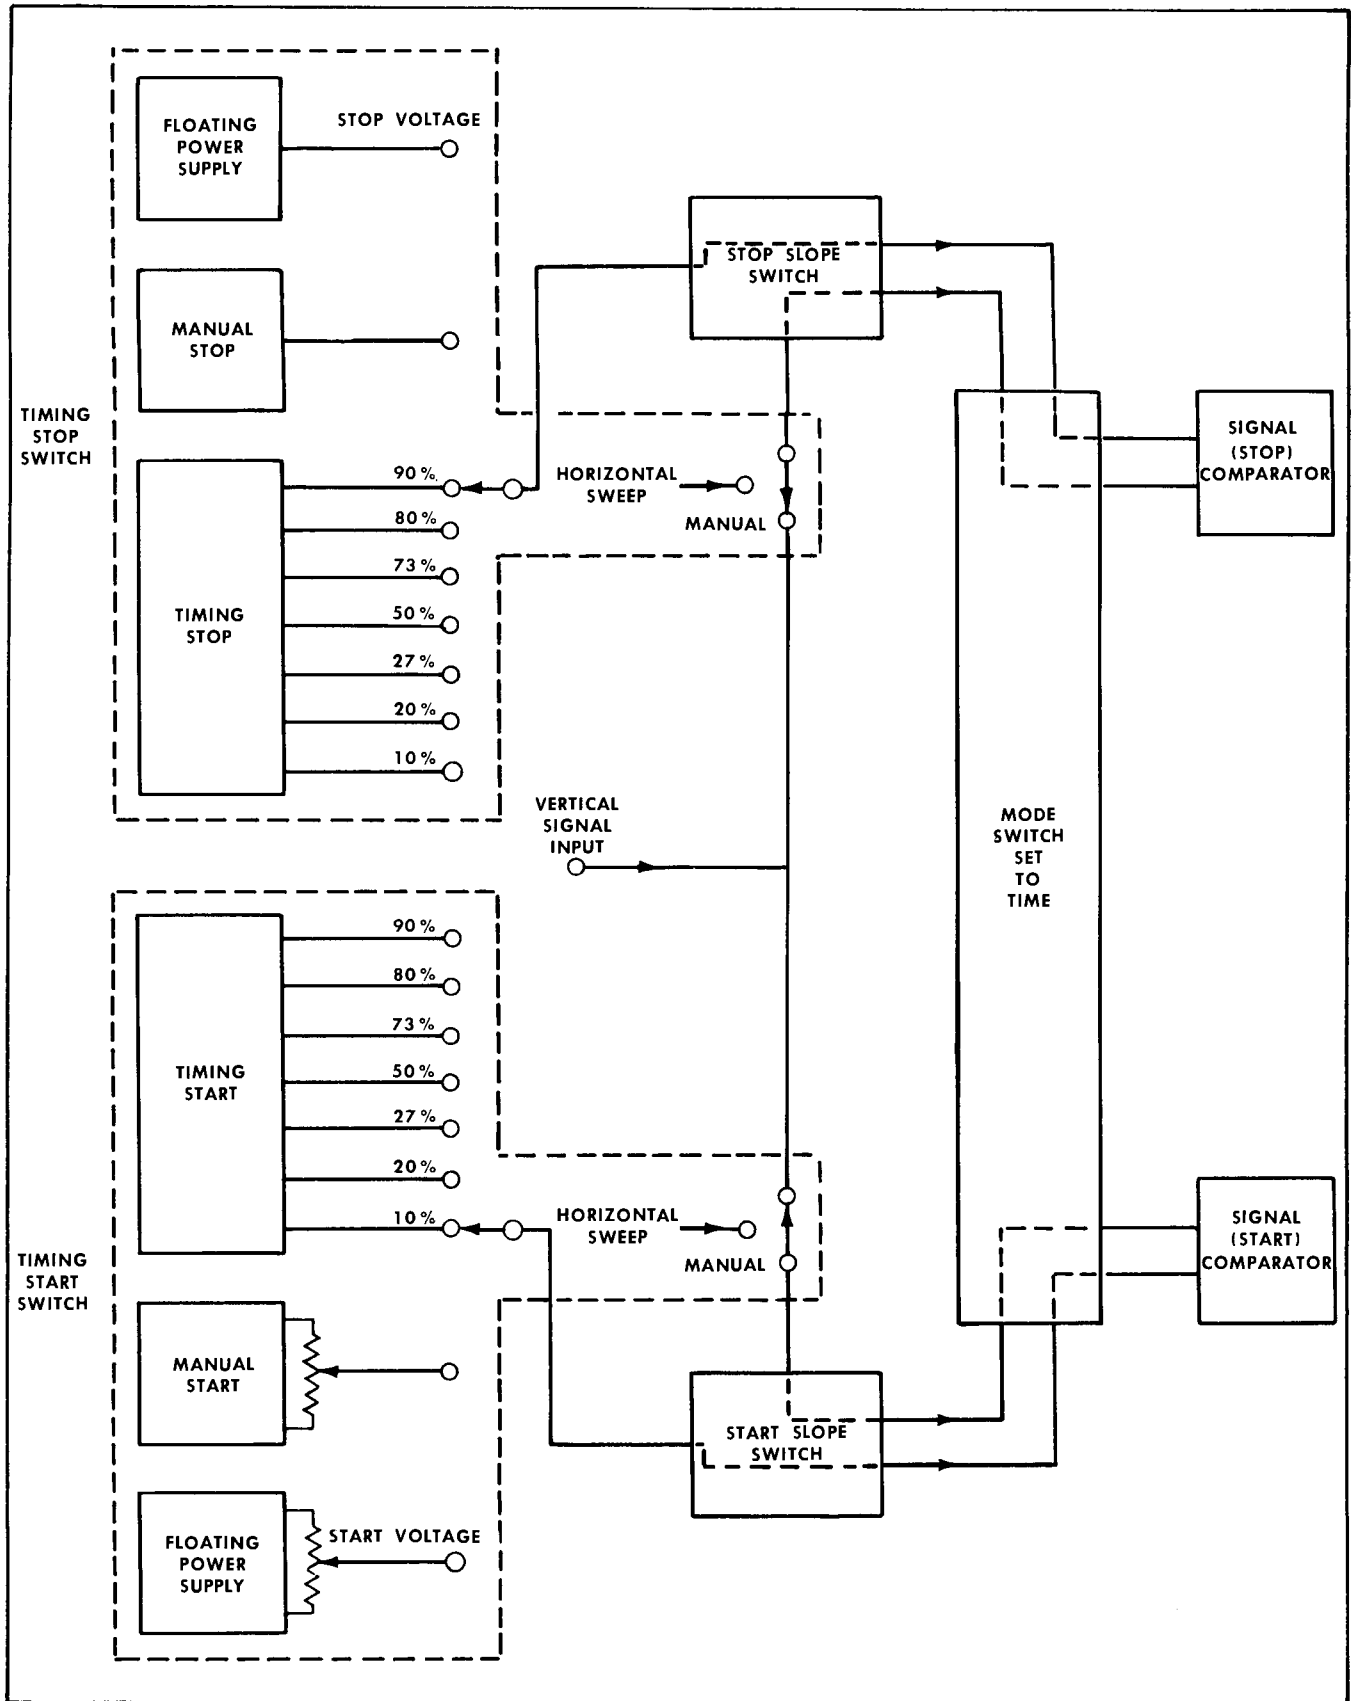 FLOATING
POWER
SUPPLY
STOP VOLTAGE
MANUAL
STOP
TIMING
STOP
SWITCH
TIMING
STOP
90%
80%
73%
50%
27%
20%
10%
STOP SLOPE
SWITCH
HORIZONTAL
SWEEP
MANUAL
SIGNAL
(STOP)
COMPARATOR
VERTICAL
SIGNAL
INPUT
MODE
SWITCH
SET
TO
TIME
TIMING
START
90%
80%
73%
50%
27%
20%
10%
HORIZONTAL
SWEEP
MANUAL
SIGNAL
(START)
COMPARATOR
TIMING
START
SWITCH
MANUAL
START
START SLOPE
SWITCH
FLOATING
POWER
SUPPLY
START VOLTAGE